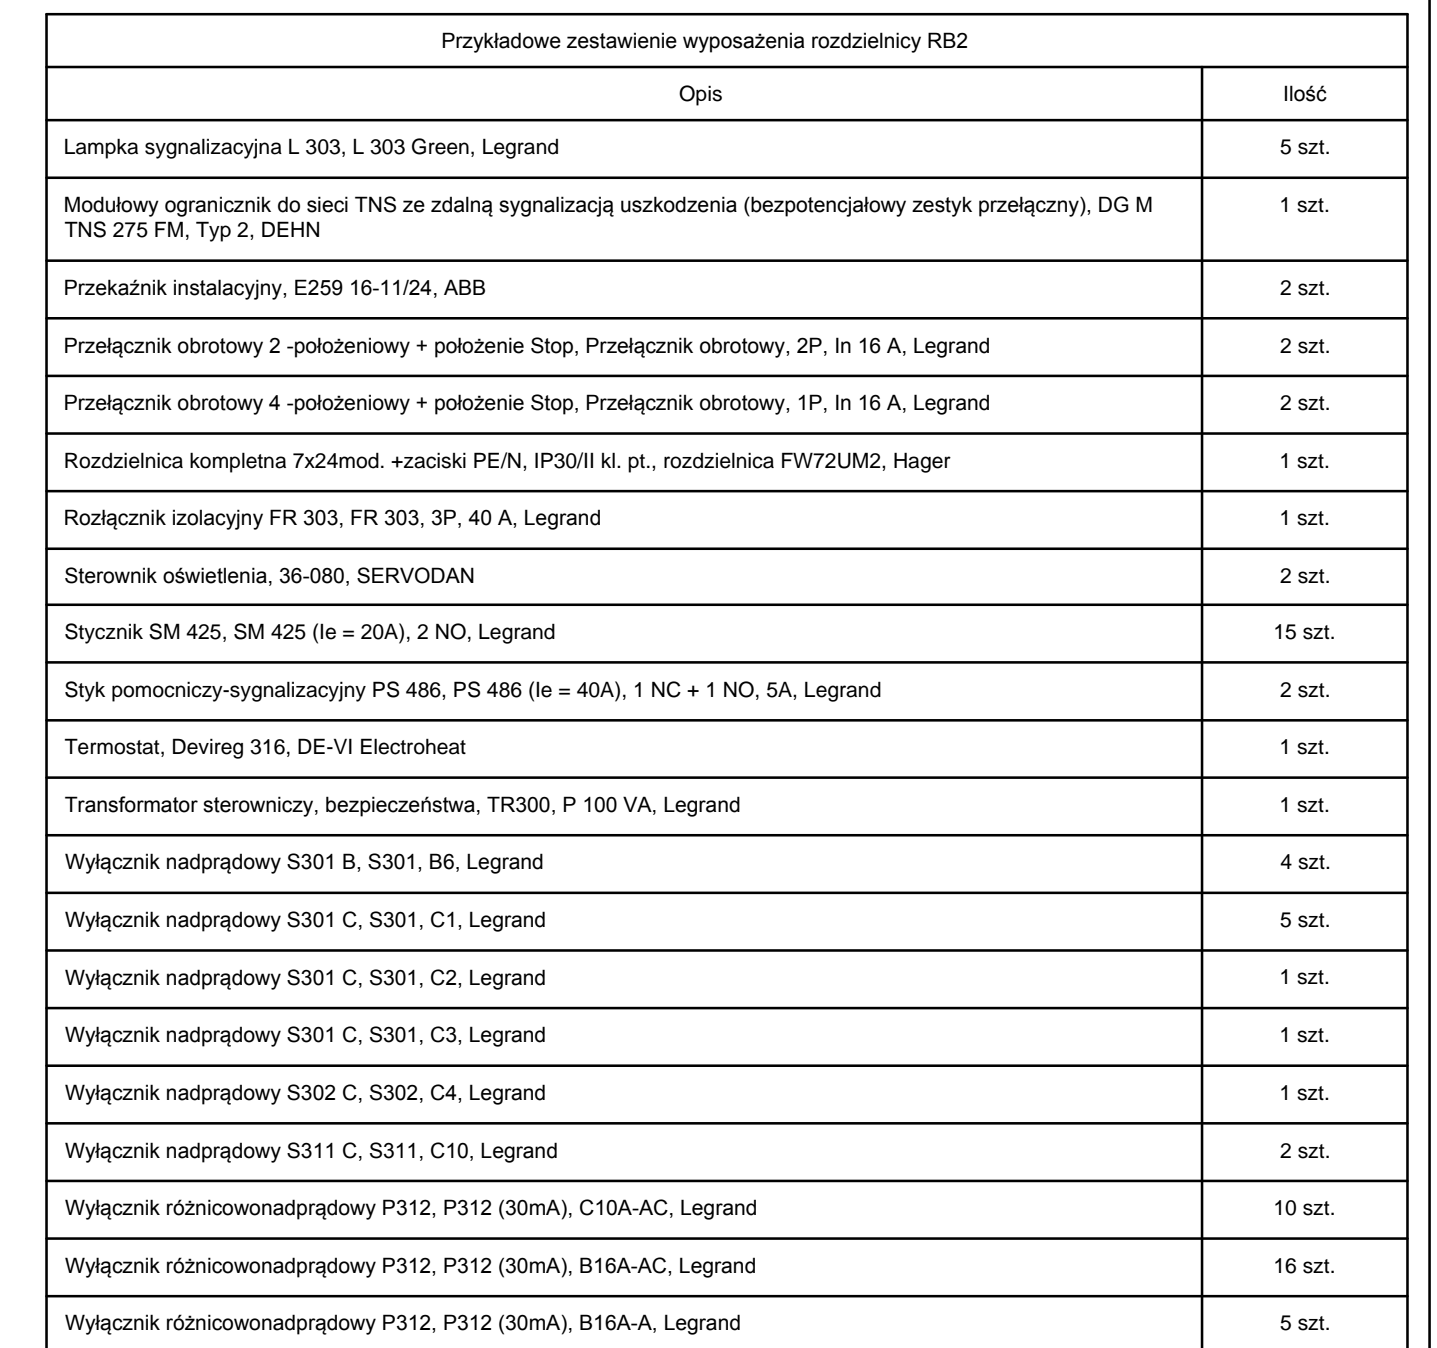 Przykładowe zestawienie wyposażenia rozdzielnicy RB2
Opis Ilość
Lampka sygnalizacyjna L 303, L 303 Green, Legrand 5 szt.
Modułowy ogranicznik do sieci TNS ze zdalną sygnalizacją uszkodzenia (bezpotencjałowy zestyk przełączny), DG M 1 szt.
TNS 275 FM, Typ 2, DEHN
Przekaźnik instalacyjny, E259 16-11/24, ABB 2 szt.
Przełącznik obrotowy 2 -położeniowy + położenie Stop, Przełącznik obrotowy, 2P, In 16 A, Legrand 2 szt.
Przełącznik obrotowy 4 -położeniowy + położenie Stop, Przełącznik obrotowy, 1P, In 16 A, Legrand 2 szt.
Rozdzielnica kompletna 7x24mod. +zaciski PE/N, IP30/II kl. pt., rozdzielnica FW72UM2, Hager 1 szt.
Rozłącznik izolacyjny FR 303, FR 303, 3P, 40 A, Legrand 1 szt.
Sterownik oświetlenia, 36-080, SERVODAN 2 szt.
Stycznik SM 425, SM 425 (Ie = 20A), 2 NO, Legrand 15 szt.
Styk pomocniczy-sygnalizacyjny PS 486, PS 486 (Ie = 40A), 1 NC + 1 NO, 5A, Legrand 2 szt.
Termostat, Devireg 316, DE-VI Electroheat 1 szt.
Transformator sterowniczy, bezpieczeństwa, TR300, P 100 VA, Legrand 1 szt.
Wyłącznik nadprądowy S301 B, S301, B6, Legrand 4 szt.
Wyłącznik nadprądowy S301 C, S301, C1, Legrand 5 szt.
Wyłącznik nadprądowy S301 C, S301, C2, Legrand 1 szt.
Wyłącznik nadprądowy S301 C, S301, C3, Legrand 1 szt.
Wyłącznik nadprądowy S302 C, S302, C4, Legrand 1 szt.
Wyłącznik nadprądowy S311 C, S311, C10, Legrand 2 szt.
Wyłącznik różnicowonadprądowy P312, P312 (30mA), C10A-AC, Legrand 10 szt.
Wyłącznik różnicowonadprądowy P312, P312 (30mA), B16A-AC, Legrand 16 szt.
Wyłącznik różnicowonadprądowy P312, P312 (30mA), B16A-A, Legrand 5 szt.